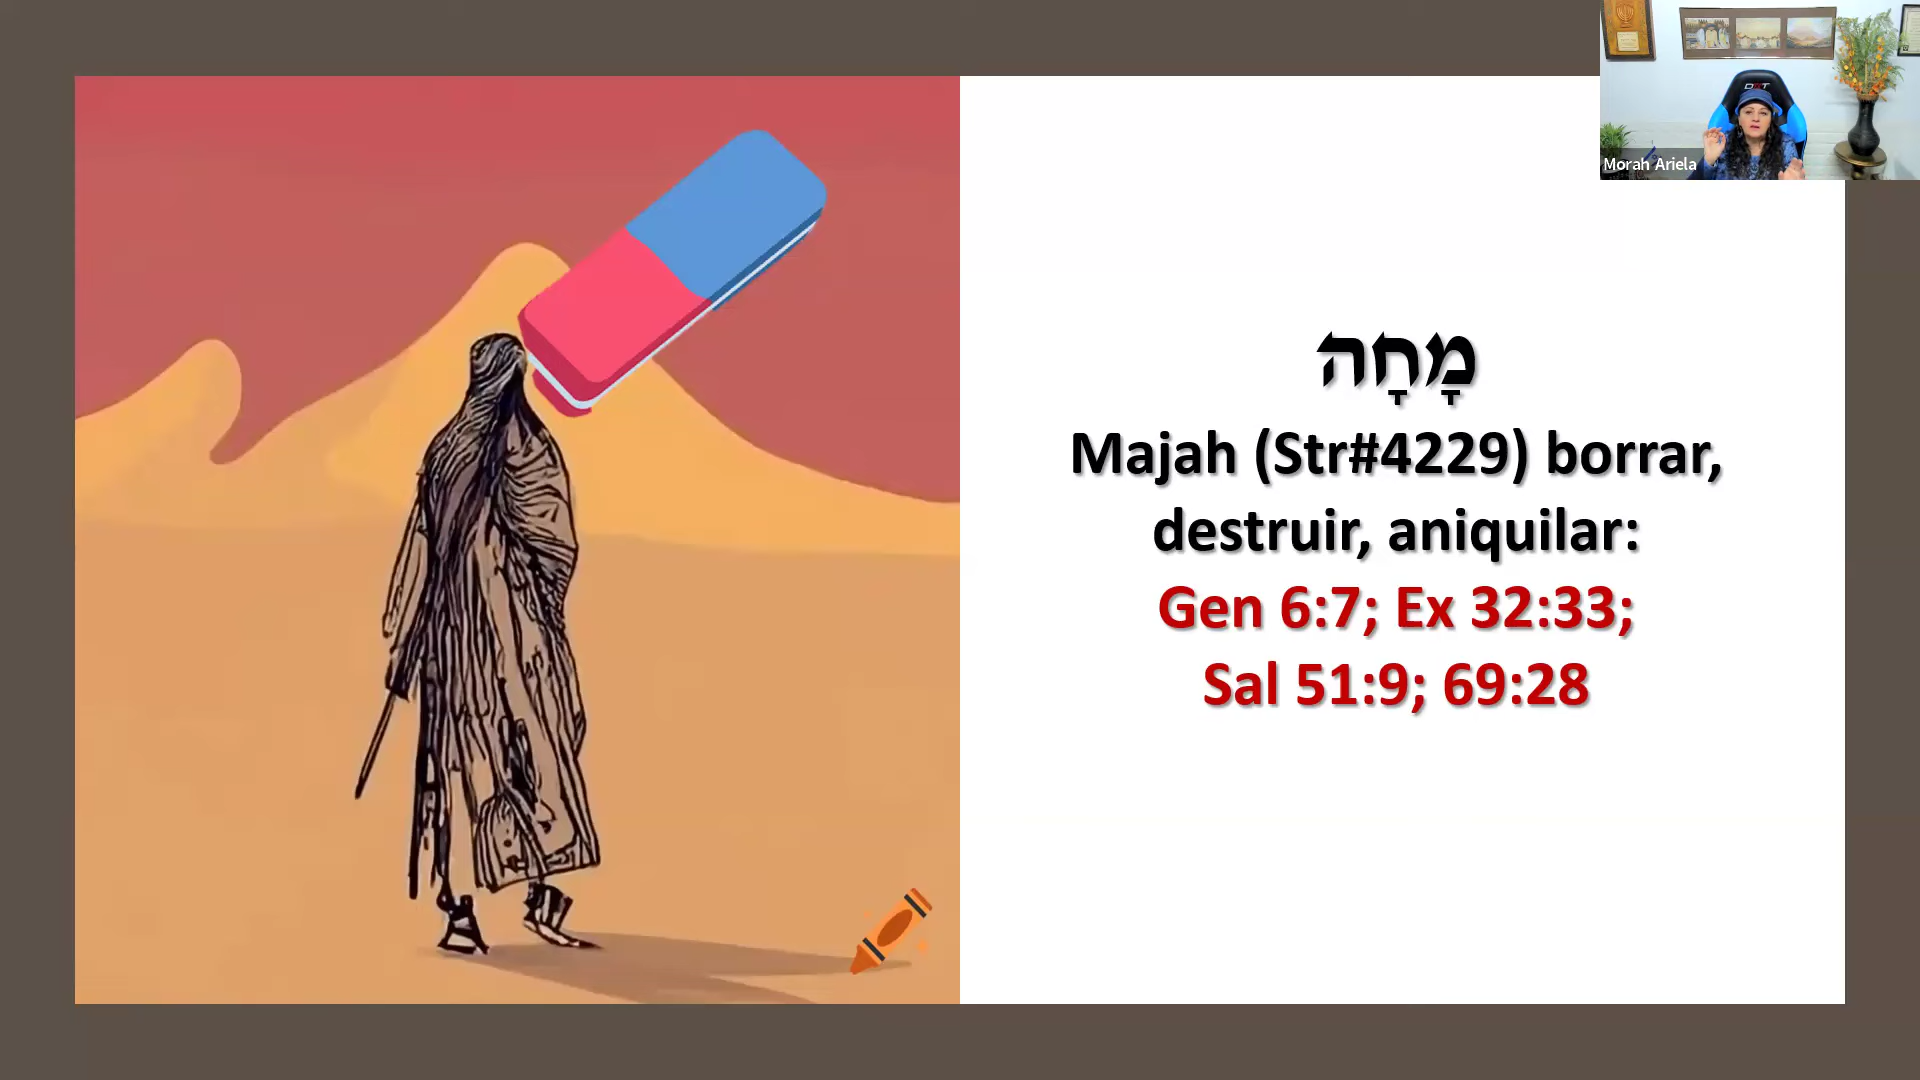 מָחָה
Majah (Str#4229) borrar,
destruir, aniquilar:
Gen 6:7; Ex 32:33;
Sal 51:9; 69:28
Morah Ariela